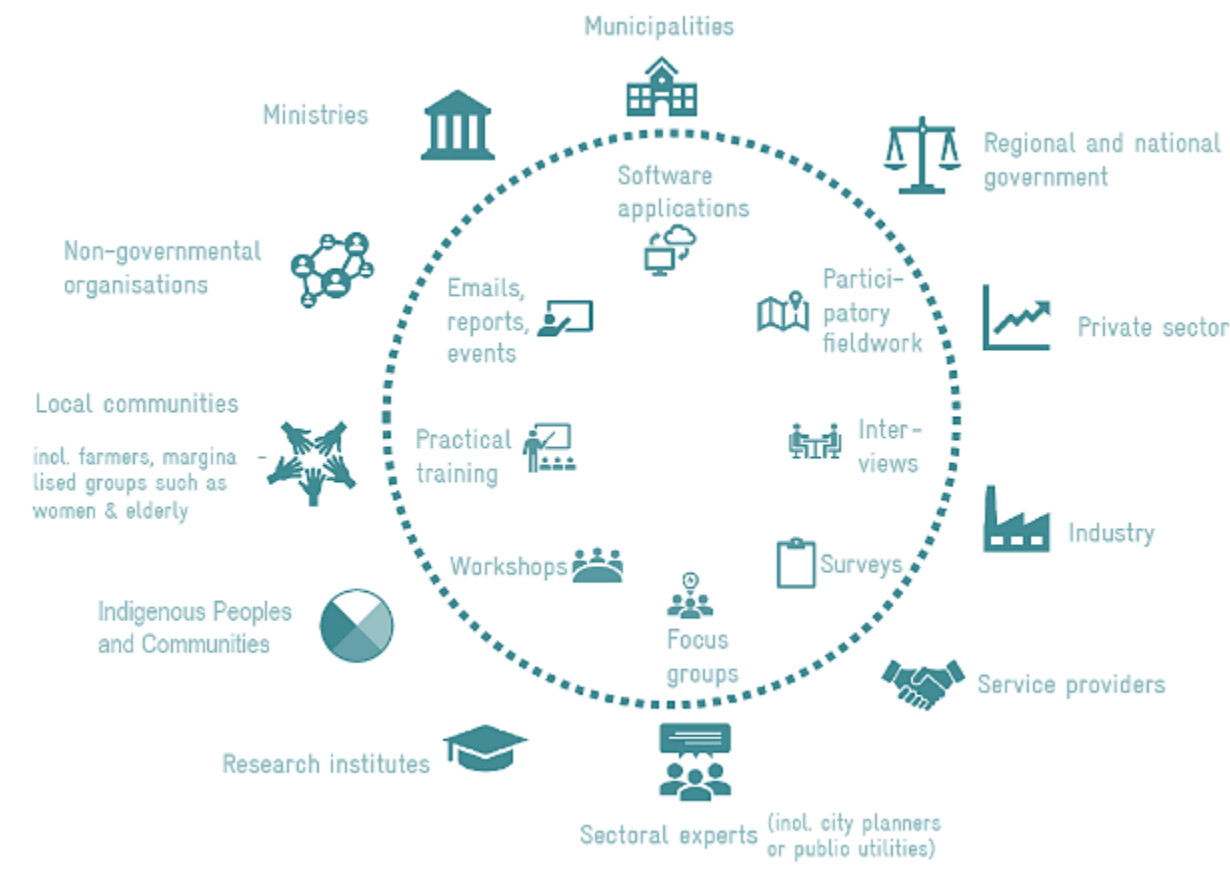 Municipalities
Ministries
Regional and national
government
Software
applications
Non-governmental
organisations
Emails,
reports,
events
Partici-
patory
fieldwork
Private sector
Local communities
incl. farmers, margina -
lised groups such as
women & elderly
Practical
training
Inter-
views
Industry
Workshops
Surveys
Indigenous Peoples
and Communities
Focus
groups
Service providers
Research institutes
Sectoral experts
(incl. city planners
or public utilities)